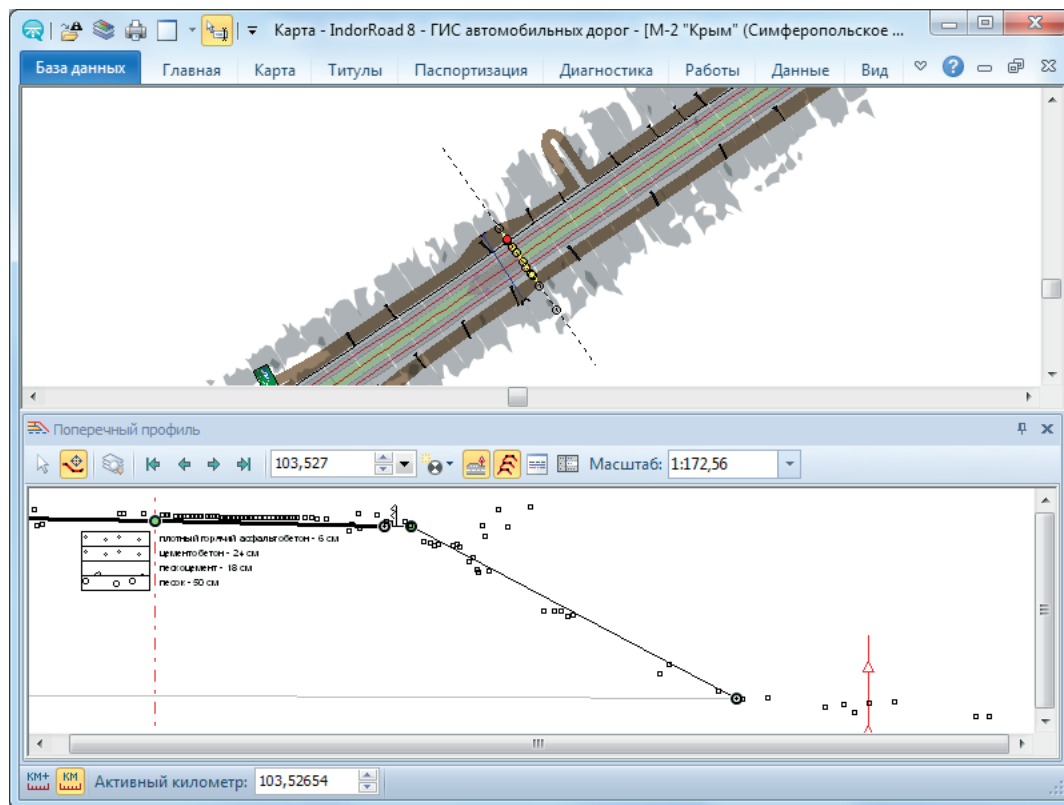 Карта - IndorRoad 8 - ГИС автомобильных дорог - [М-2 "Крым" (Симферопольское ...
База данных Главная Карта Титулы Паспортизация Диагностика Работы Данные Вид
Поперечный профиль
103,527 Масштаб: 1:172,56
плотный горячий асфальтобетон - 6 см
цементобетон - 24 см
пескоцемент - 18 см
песок - 50 см
КМ+ КМ Активный километр: 103,52654